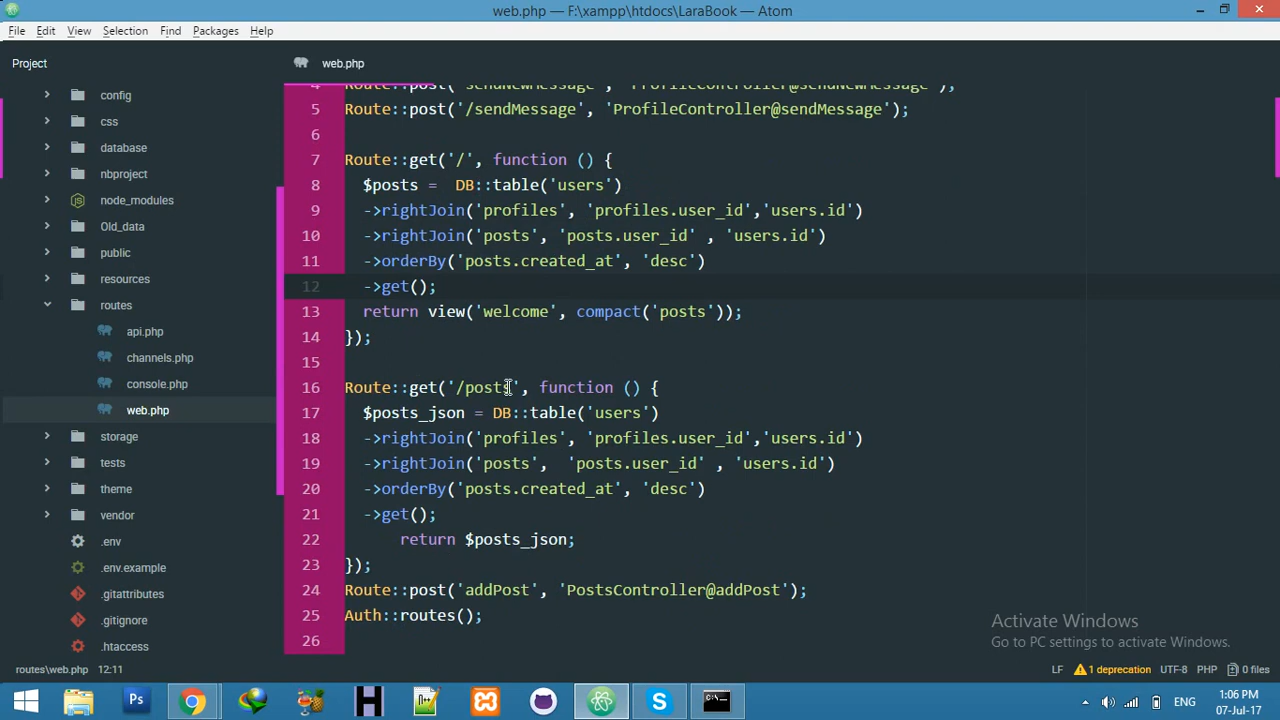 web.php — F:\xampp\htdocs\LaraBook — Atom
File Edit View Selection Find Packages Help
Project
web.php
config
css
database
nbproject
node_modules
Old_data
public
resources
routes
api.php
channels.php
console.php
web.php
storage
tests
theme
vendor
.env
.env.example
.gitattributes
.gitignore
.htaccess
4 Route::post('sendNewMessage', 'ProfileController@sendNewMessage');
5 Route::post('/sendMessage', 'ProfileController@sendMessage');
6
7 Route::get('/', function () {
8 $posts = DB::table('users')
9 ->rightJoin('profiles', 'profiles.user_id','users.id')
10 ->rightJoin('posts', 'posts.user_id' , 'users.id')
11 ->orderBy('posts.created_at', 'desc')
12 ->get();
13 return view('welcome', compact('posts'));
14 });
15
16 Route::get('/posts', function () {
17 $posts_json = DB::table('users')
18 ->rightJoin('profiles', 'profiles.user_id','users.id')
19 ->rightJoin('posts', 'posts.user_id' , 'users.id')
20 ->orderBy('posts.created_at', 'desc')
21 ->get();
22 return $posts_json;
23 });
24 Route::post('addPost', 'PostsController@addPost');
25 Auth::routes();
26
Activate Windows
Go to PC settings to activate Windows.
routes\web.php 12:11 LF 1 deprecation UTF-8 PHP 0 files
Ps
ENG
1:06 PM
07-Jul-17